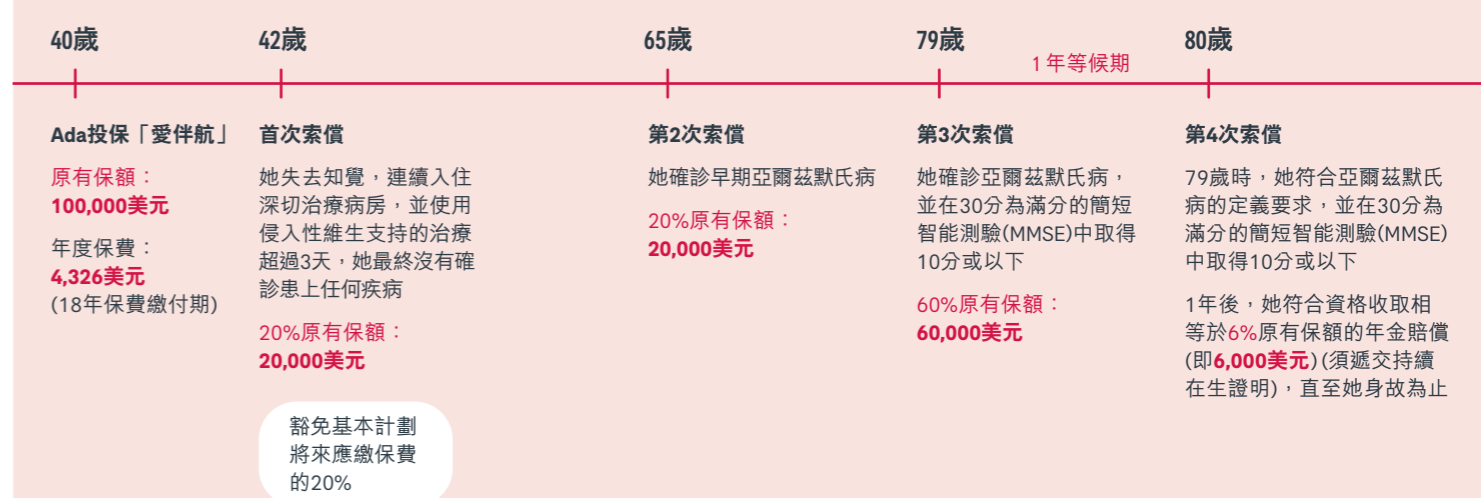 40歲
42歲
65歲
79歲
1 年等候期
80歲
Ada投保「愛伴航」
原有保額：
100,000美元
年度保費：
4,326美元
(18年保費繳付期)
首次索償
她失去知覺，連續入住
深切治療病房，並使用
侵入性維生支持的治療
超過3天，她最終沒有確
診患上任何疾病
20%原有保額：
20,000美元
豁免基本計劃
將來應繳保費
的20%
第2次索償
她確診早期亞爾茲默氏病
20%原有保額：
20,000美元
第3次索償
她確診亞爾茲默氏病，
並在30分為滿分的簡短
智能測驗(MMSE)中取得
10分或以下
60%原有保額：
60,000美元
第4次索償
79歲時，她符合亞爾茲默氏
病的定義要求，並在30分為
滿分的簡短智能測驗(MMSE)
中取得10分或以下
1年後，她符合資格收取相
等於6%原有保額的年金賠償
(即6,000美元)(須遞交持續
在生證明)，直至她身故為止